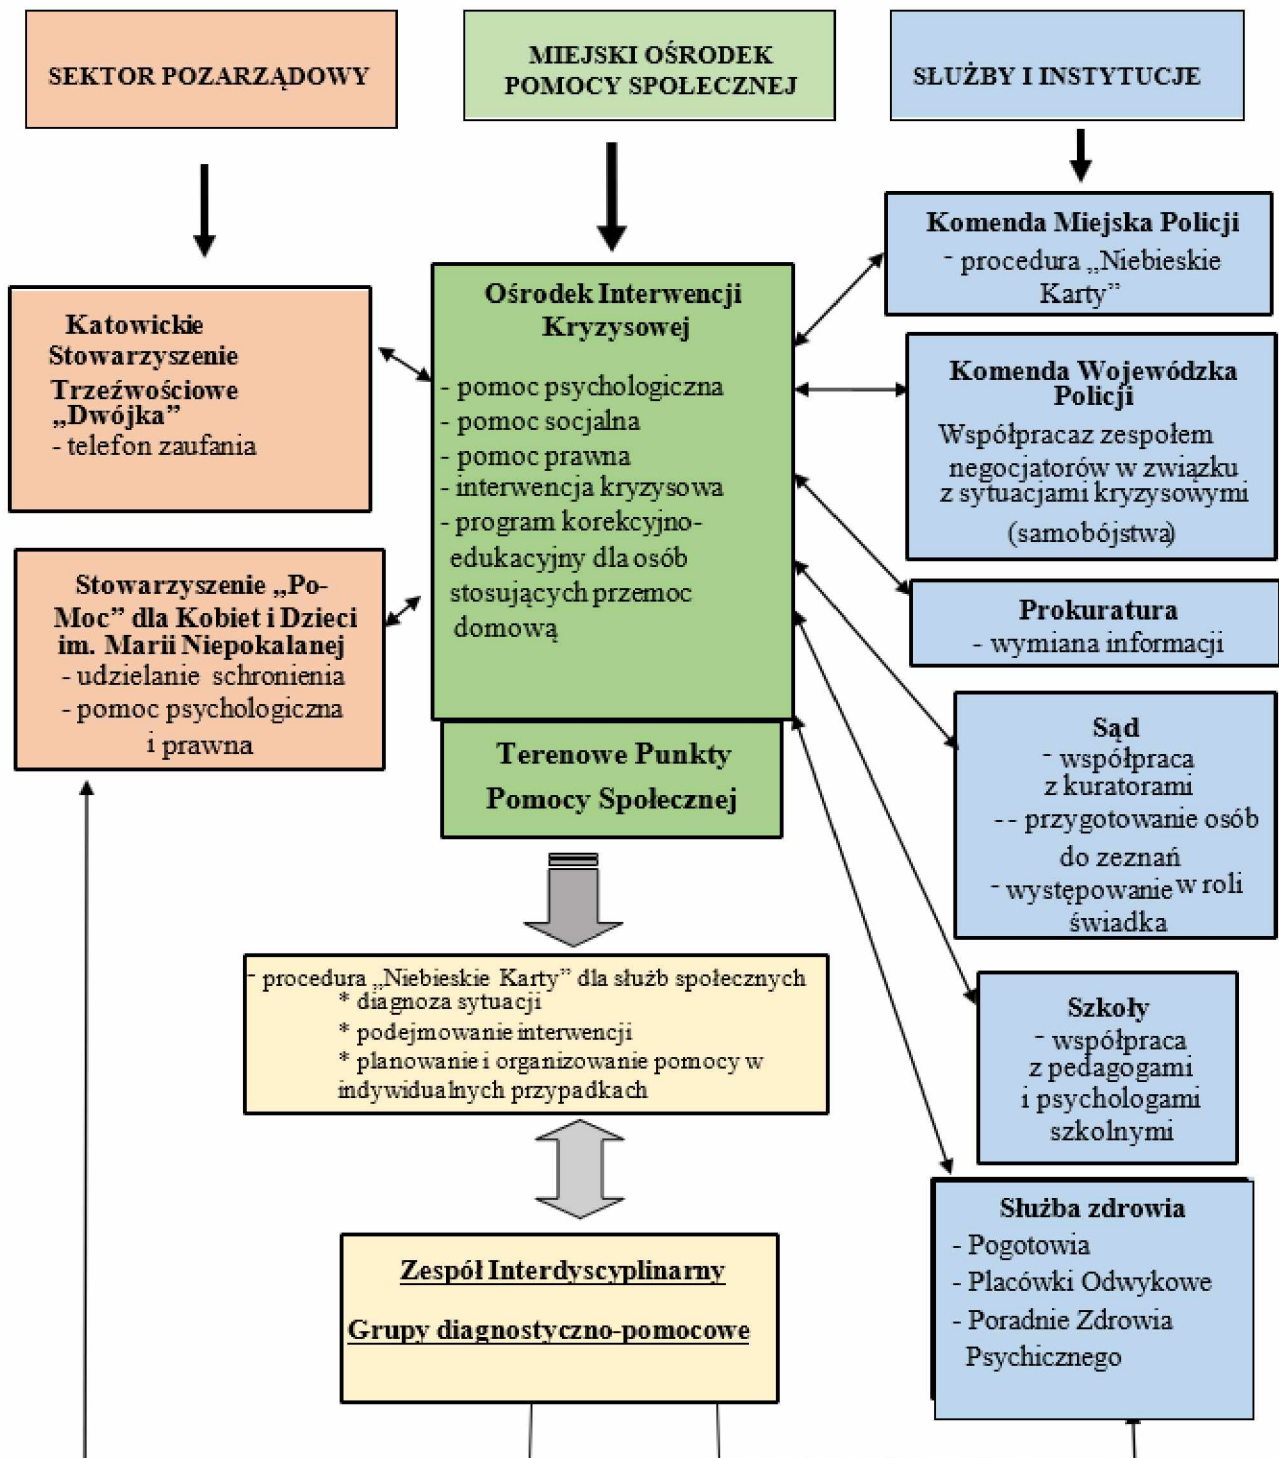 SEKTOR POZARZĄDOWY
MIEJSKI OŚRODEK
POMOCY SPOŁECZNEJ
SŁUŻBY I INSTYTUCJE
Katowickie
Stowarzyszenie
Trzeźwościowe
„Dwójka”
- telefon zaufania
Stowarzyszenie „Po-
Moc” dla Kobiet i Dzieci
im. Marii Niepokalanej
- udzielanie schronienia
- pomoc psychologiczna
i prawna
Ośrodek Interwencji
Kryzysowej
- pomoc psychologiczna
- pomoc socjalna
- pomoc prawna
- interwencja kryzysowa
- program korekcyjno-
edukacyjny dla osób
stosujących przemoc
domową
Terenowe Punkty
Pomocy Społecznej
- procedura „Niebieskie Karty” dla służb społecznych
* diagnoza sytuacji
* podejmowanie interwencji
* planowanie i organizowanie pomocy w
indywidualnych przypadkach
Zespół Interdyscyplinarny
Grupy diagnostyczno-pomocowe
Komenda Miejska Policji
- procedura „Niebieskie
Karty”
Komenda Wojewódzka
Policji
Współpracaz zespołem
negocjatorów w związku
z sytuacjami kryzysowymi
(samobójstwa)
Prokuratura
- wymiana informacji
Sąd
- współpraca
z kuratorami
-- przygotowanie osób
do zeznań
- występowanie w roli
świadka
Szkoły
- współpraca
z pedagogami
i psychologami
szkolnymi
Służba zdrowia
- Pogotowia
- Placówki Odwykowe
- Poradnie Zdrowia
Psychicznego